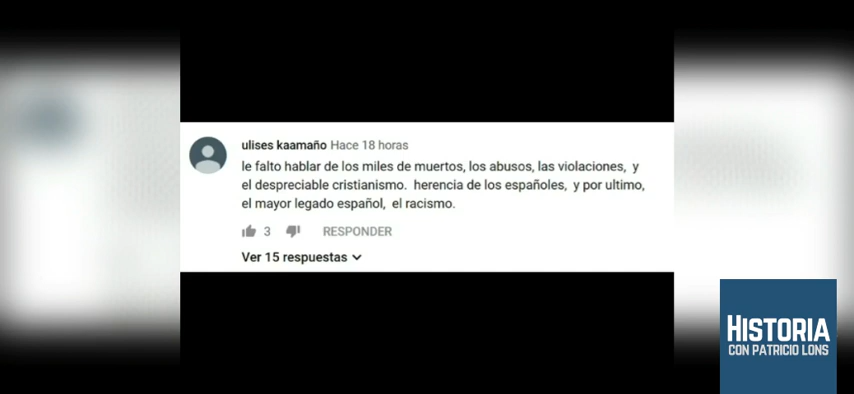 ulises kaamaño Hace 18 horas
le falto hablar de los miles de muertos, los abusos, las violaciones, y
el despreciable cristianismo. herencia de los españoles, y por ultimo,
el mayor legado español, el racismo.
3 RESPONDER
Ver 15 respuestas
HISTORIA
CON PATRICIO LONS